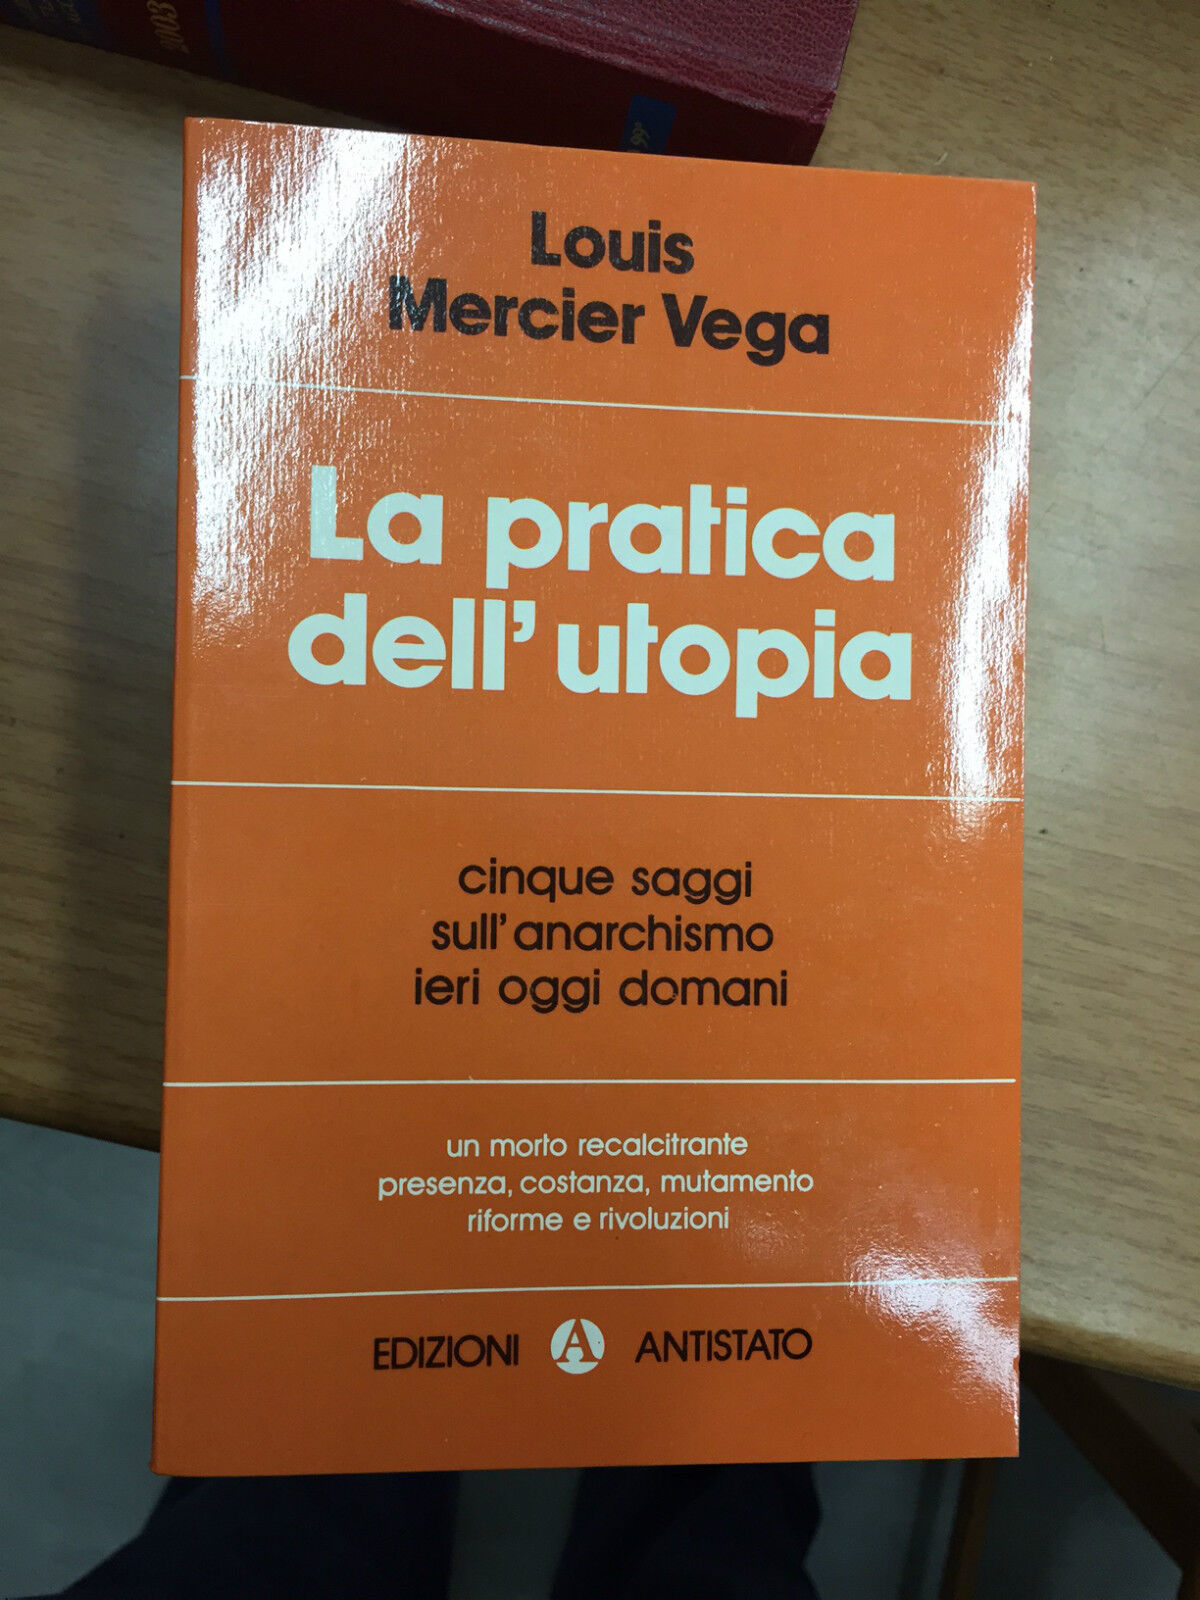 2003
Louis
Mercier Vega
La pratica
dell'utopia
cinque saggi
sull'anarchismo
ieri oggi domani
un morto recalcitrante
presenza, costanza, mutamento
riforme e rivoluzioni
EDIZIONI A ANTISTATO